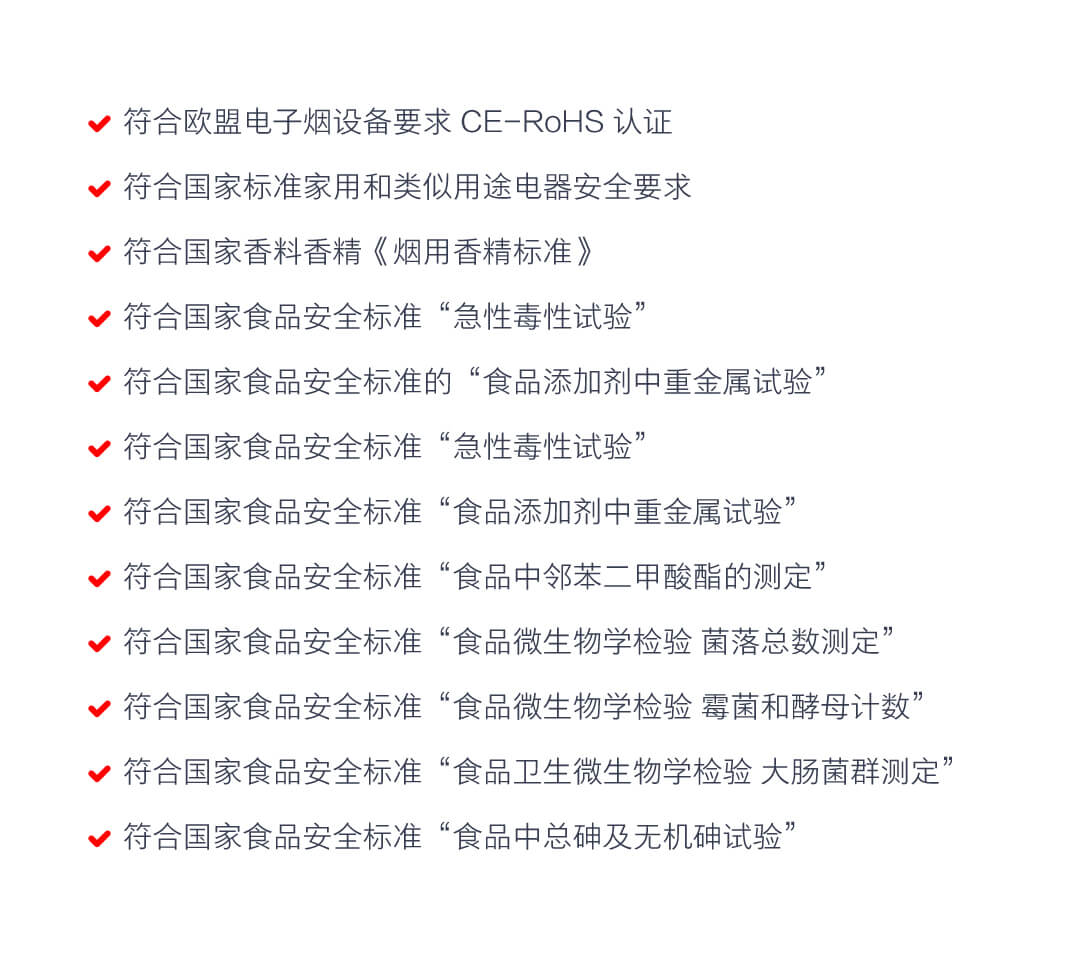 符合欧盟电子烟设备要求 CE-RoHS 认证
符合国家标准家用和类似用途电器安全要求
符合国家香料香精《烟用香精标准》
符合国家食品安全标准“急性毒性试验”
符合国家食品安全标准的“食品添加剂中重金属试验”
符合国家食品安全标准“急性毒性试验”
符合国家食品安全标准“食品添加剂中重金属试验”
符合国家食品安全标准“食品中邻苯二甲酸酯的测定”
符合国家食品安全标准“食品微生物学检验 菌落总数测定”
符合国家食品安全标准“食品微生物学检验 霉菌和酵母计数”
符合国家食品安全标准“食品卫生微生物学检验 大肠菌群测定”
符合国家食品安全标准“食品中总砷及无机砷试验”